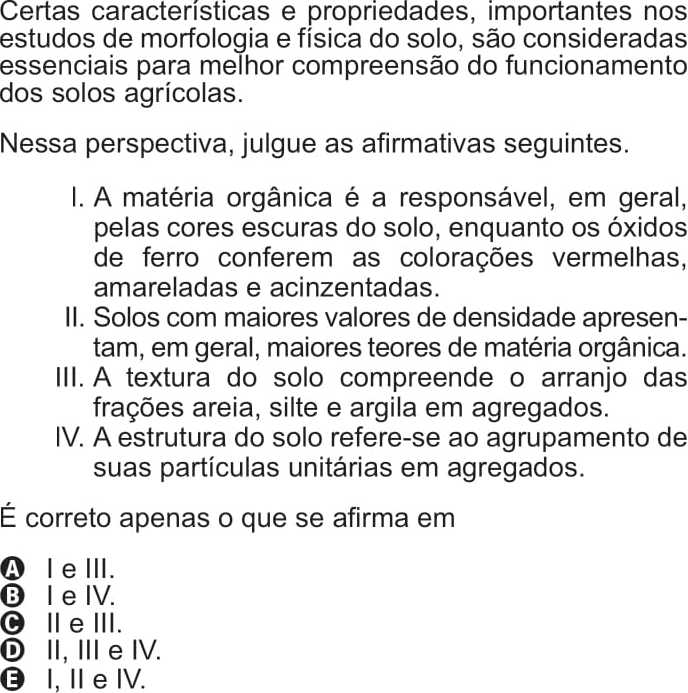 Certas características e propriedades, importantes nos
estudos de morfologia e física do solo, são consideradas
essenciais para melhor compreensão do funcionamento
dos solos agrícolas.
Nessa perspectiva, julgue as afirmativas seguintes.
I. A matéria orgânica é a responsável, em geral,
pelas cores escuras do solo, enquanto os óxidos
de ferro conferem as colorações vermelhas,
amareladas e acinzentadas.
II. Solos com maiores valores de densidade apresen-
tam, em geral, maiores teores de matéria orgânica.
III. A textura do solo compreende o arranjo das
frações areia, silte e argila em agregados.
IV. A estrutura do solo refere-se ao agrupamento de
suas partículas unitárias em agregados.
É correto apenas o que se afirma em
A I e III.
B I e IV.
C II e III.
D II, III e IV.
E I, II e IV.